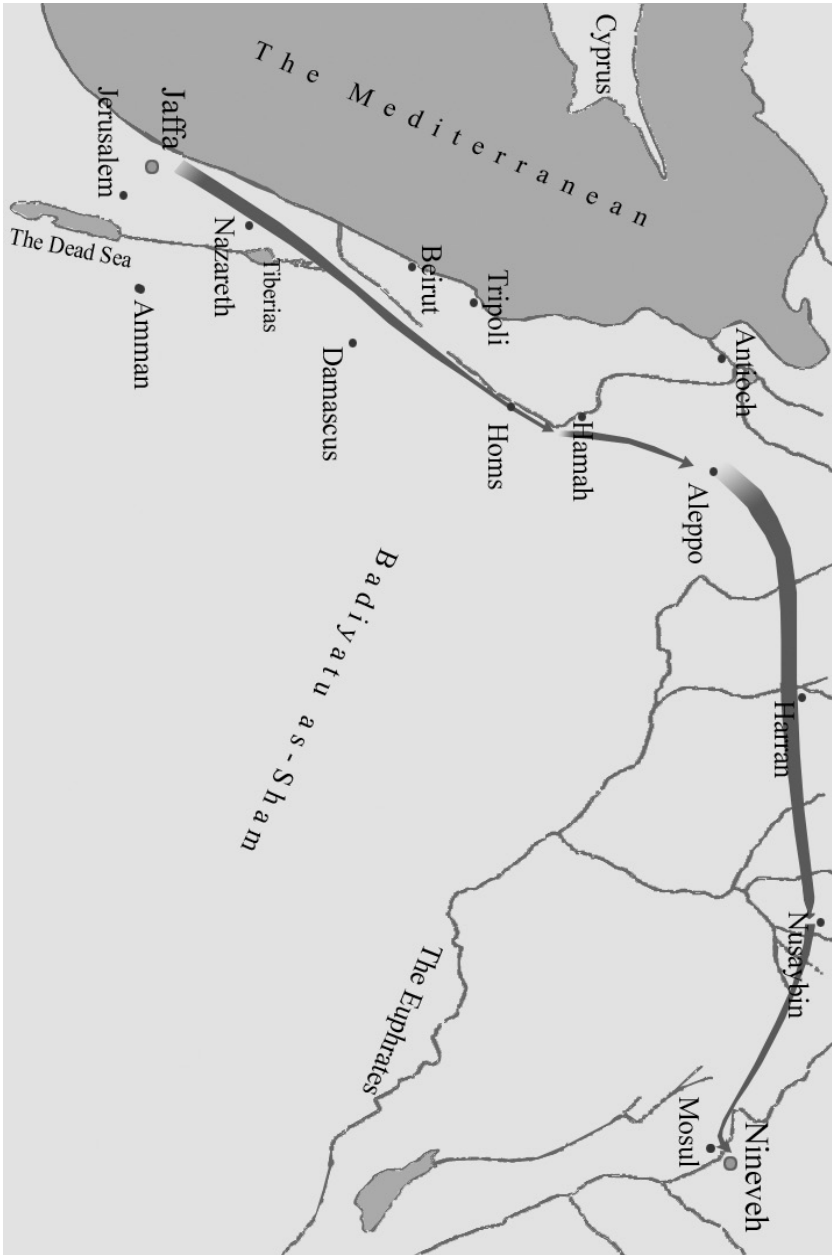 Cyprus
The Mediterranean
Antioch
Tripoli
Beirut
Hamah
Homs
Aleppo
Harran
Nusaybin
Nineveh
Mosul
Damascus
Jaffa
Jerusalem
Nazareth
Tiberias
The Dead Sea
Amman
Badiyatu as-Sham
The Euphrates